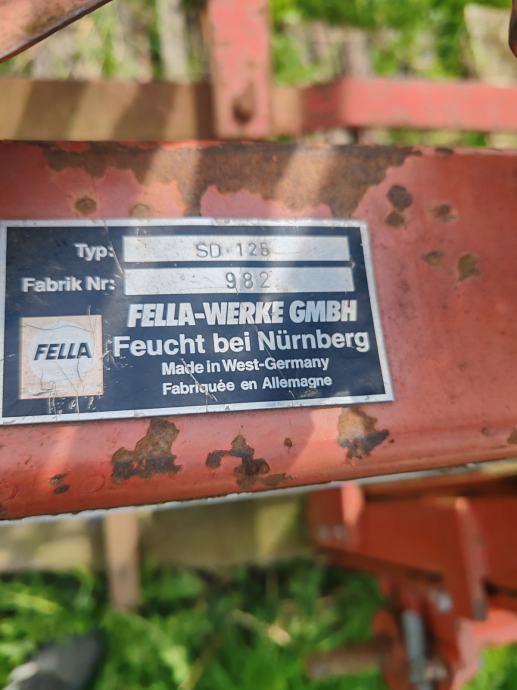 Typ: SD 125
Fabrik Nr: 982
FELLA-WERKE GMBH
FELLA
Feucht bei Nürnberg
Made in West-Germany
Fabriquée en Allemagne